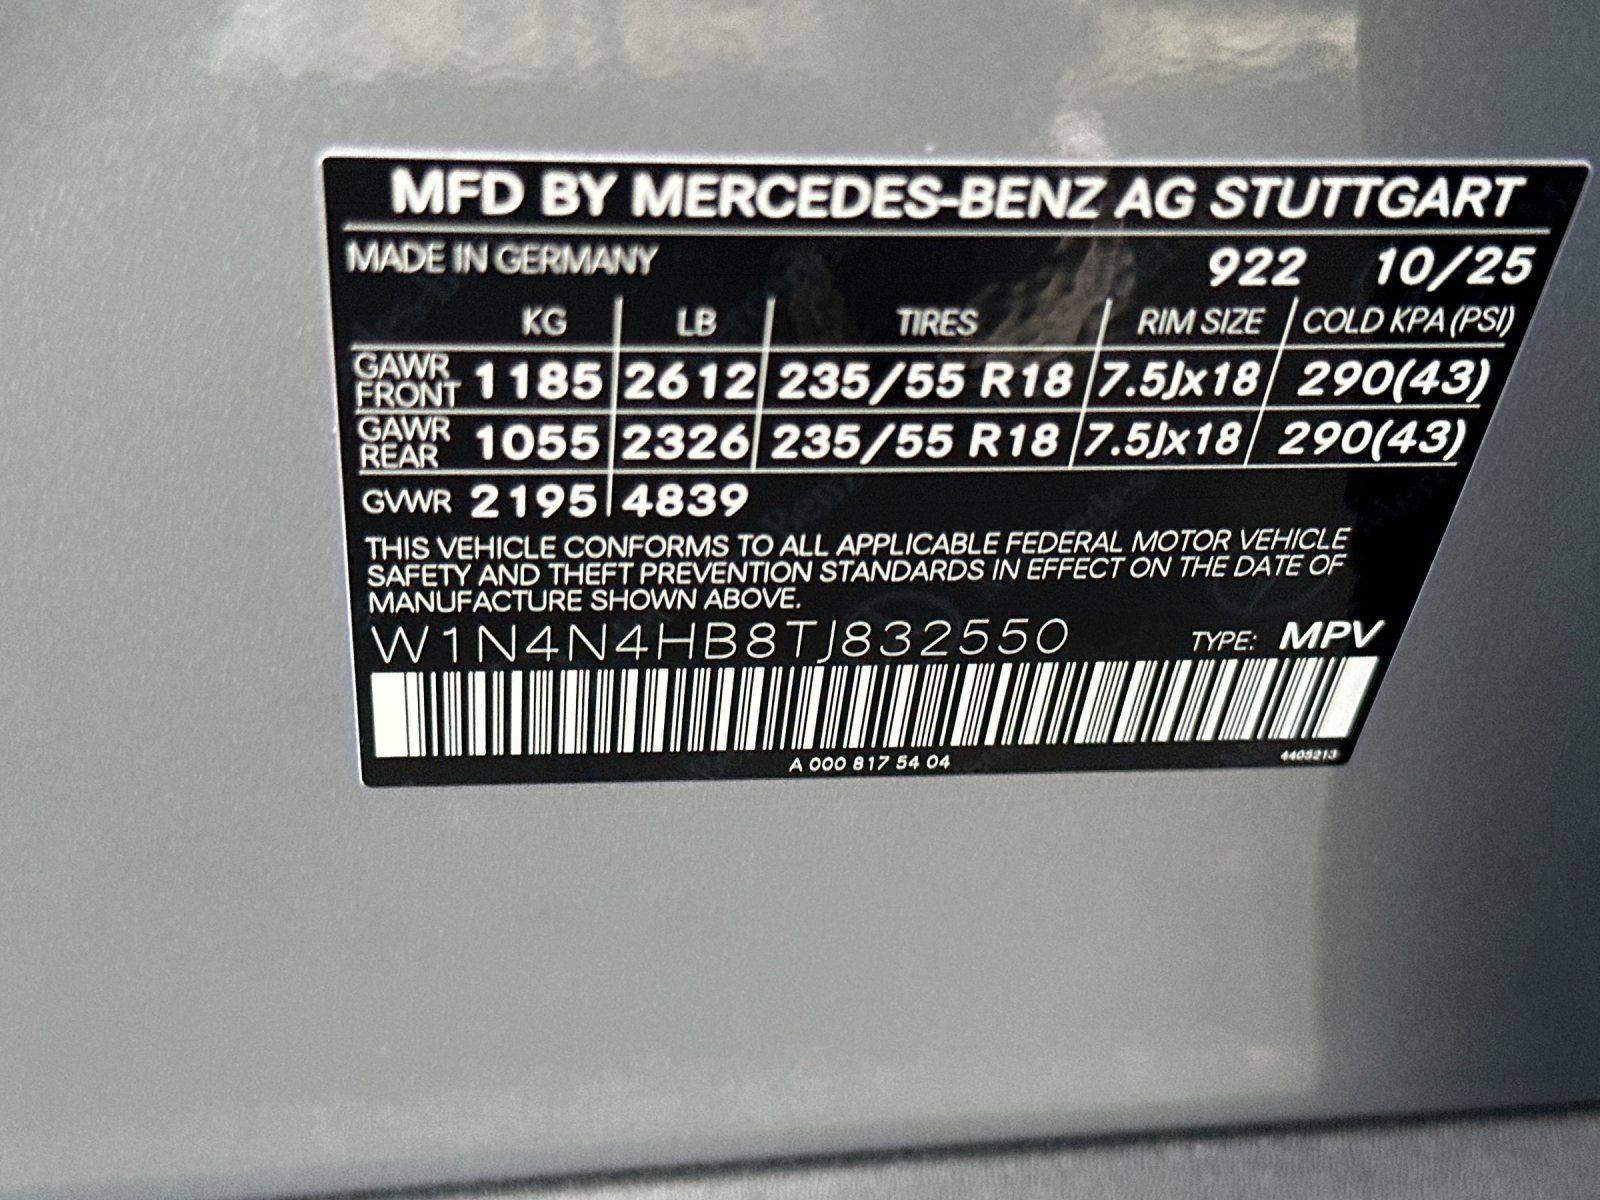 MFD BY MERCEDES-BENZ AG STUTTGART
MADE IN GERMANY 922 10/25
KG LB TIRES RIM SIZE COLD KPA (PSI)
GAWR FRONT 1185 2612 235/55 R18 7.5Jx18 290(43)
GAWR REAR 1055 2326 235/55 R18 7.5Jx18 290(43)
GVWR 2195 4839
THIS VEHICLE CONFORMS TO ALL APPLICABLE FEDERAL MOTOR VEHICLE
SAFETY AND THEFT PREVENTION STANDARDS IN EFFECT ON THE DATE OF
MANUFACTURE SHOWN ABOVE.
W1N4N4HB8TJ832550 TYPE: MPV
A 000 817 54 04 4405213